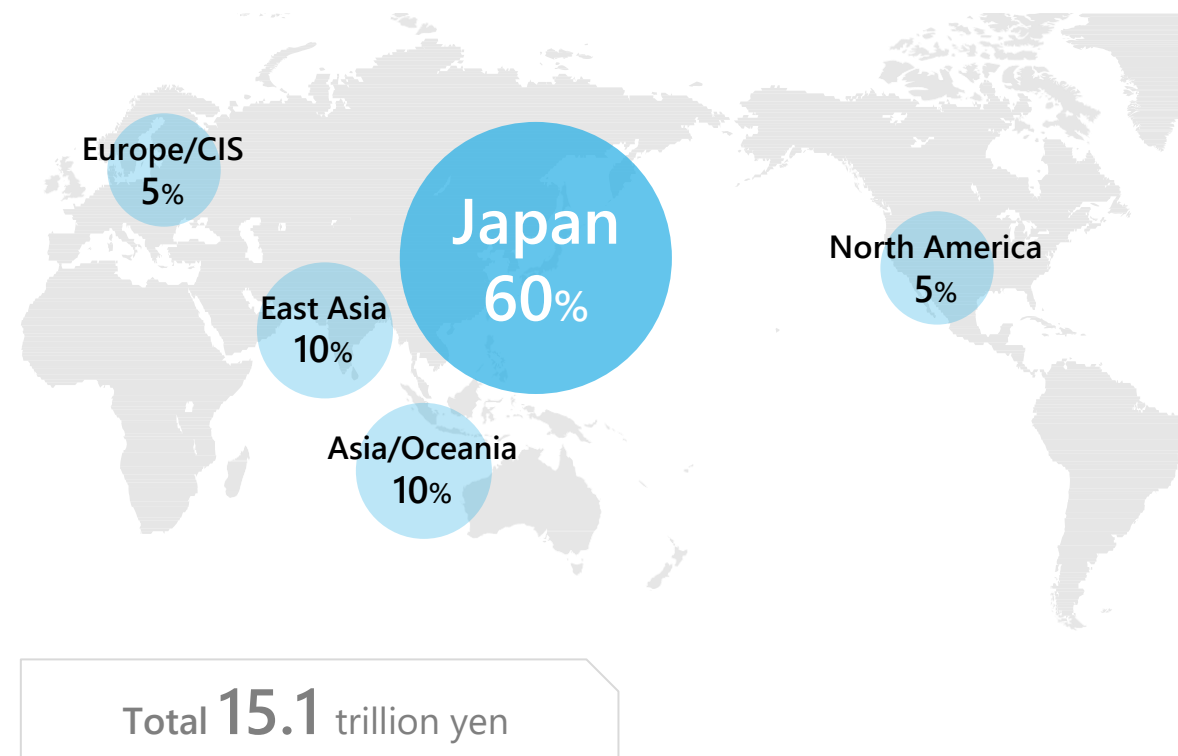 Europe/CIS
5%
Japan
60%
North America
5%
East Asia
10%
Asia/Oceania
10%
Total 15.1 trillion yen